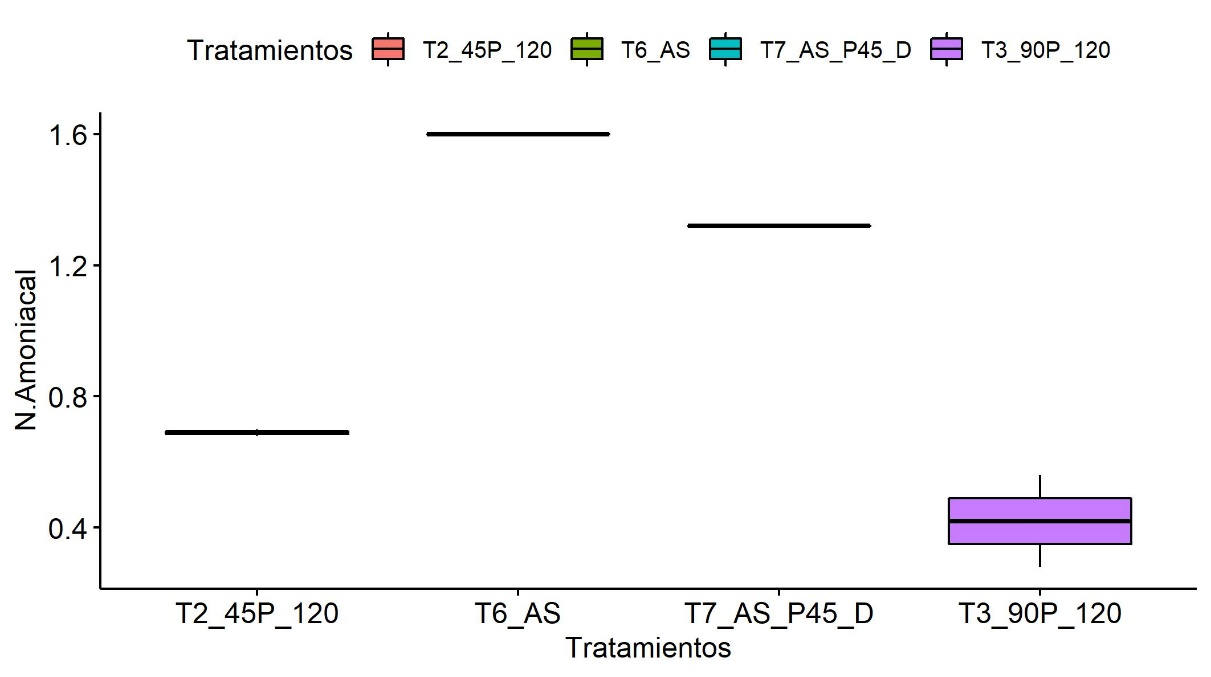 Tratamientos T2_45P_120 T6_AS T7_AS_P45_D T3_90P_120
1.6
1.2
0.8
0.4
N.Amoniacal
T2_45P_120 T6_AS T7_AS_P45_D T3_90P_120
Tratamientos